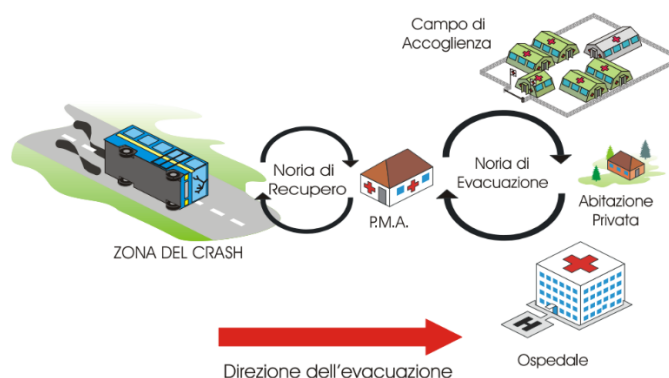 Campo di
Accoglienza
Noria di
Recupero
Noria di
Evacuazione
P.M.A.
Abitazione
Privata
ZONA DEL CRASH
H
Ospedale
Direzione dell'evacuazione